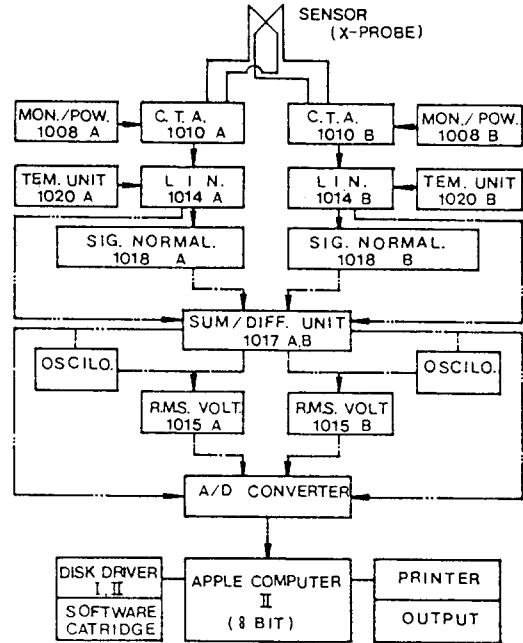 SENSOR
(X-PROBE)
MON./POW.
1008 A
C.T.A.
1010 A
C.T.A.
1010 B
MON./POW.
1008 B
TEM. UNIT
1020 A
L I N.
1014 A
L I N.
1014 B
TEM. UNIT
1020 B
SIG. NORMAL.
1018 A
SIG. NORMAL.
1018 B
SUM/DIFF. UNIT
1017 A,B
OSCILO.
OSCILO.
R.M.S. VOLT.
1015 A
R.M.S. VOLT
1015 B
A/D CONVERTER
DISK DRIVER
I, II
SOFTWARE
CATRIDGE
APPLE COMPUTER
II
(8 BIT)
PRINTER
OUTPUT